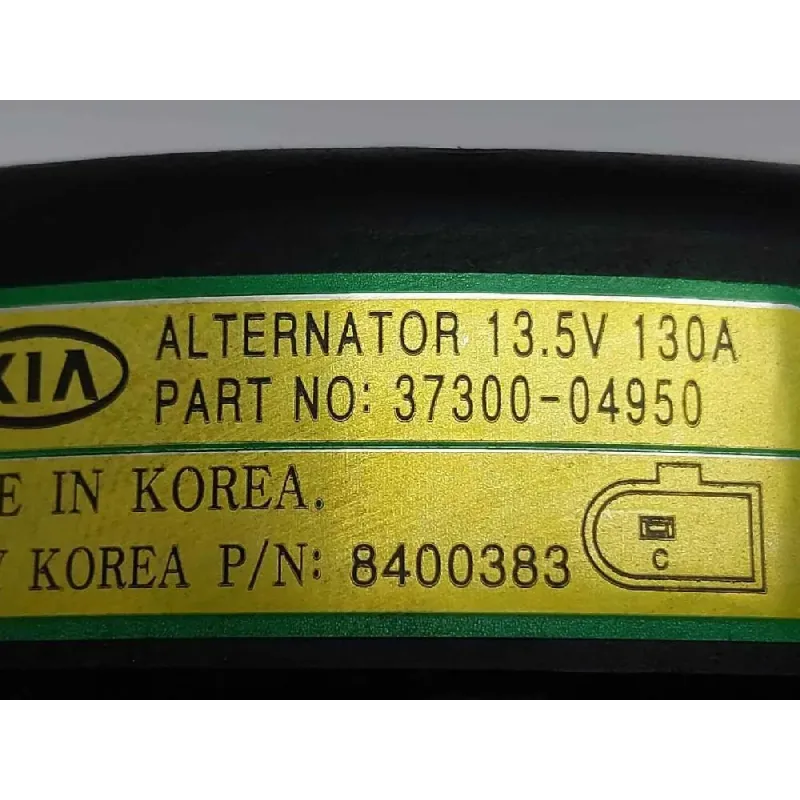 KIA
ALTERNATOR 13.5V 130A
PART NO: 37300-04950
E IN KOREA.
KOREA P/N: 8400383
C